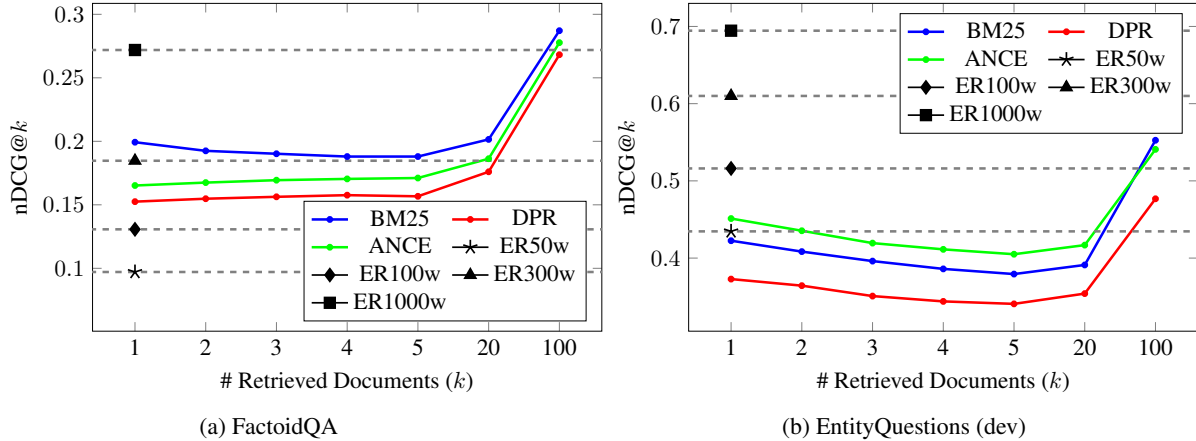 0.3
0.25
0.2
0.15
0.1
nDCG@k
BM25 DPR
ANCE ER50w
ER100w ER300w
ER1000w
1 2 3 4 5 20 100
# Retrieved Documents (k)
(a) FactoidQA
0.7
0.6
0.5
0.4
nDCG@k
BM25 DPR
ANCE ER50w
ER100w ER300w
ER1000w
1 2 3 4 5 20 100
# Retrieved Documents (k)
(b) EntityQuestions (dev)